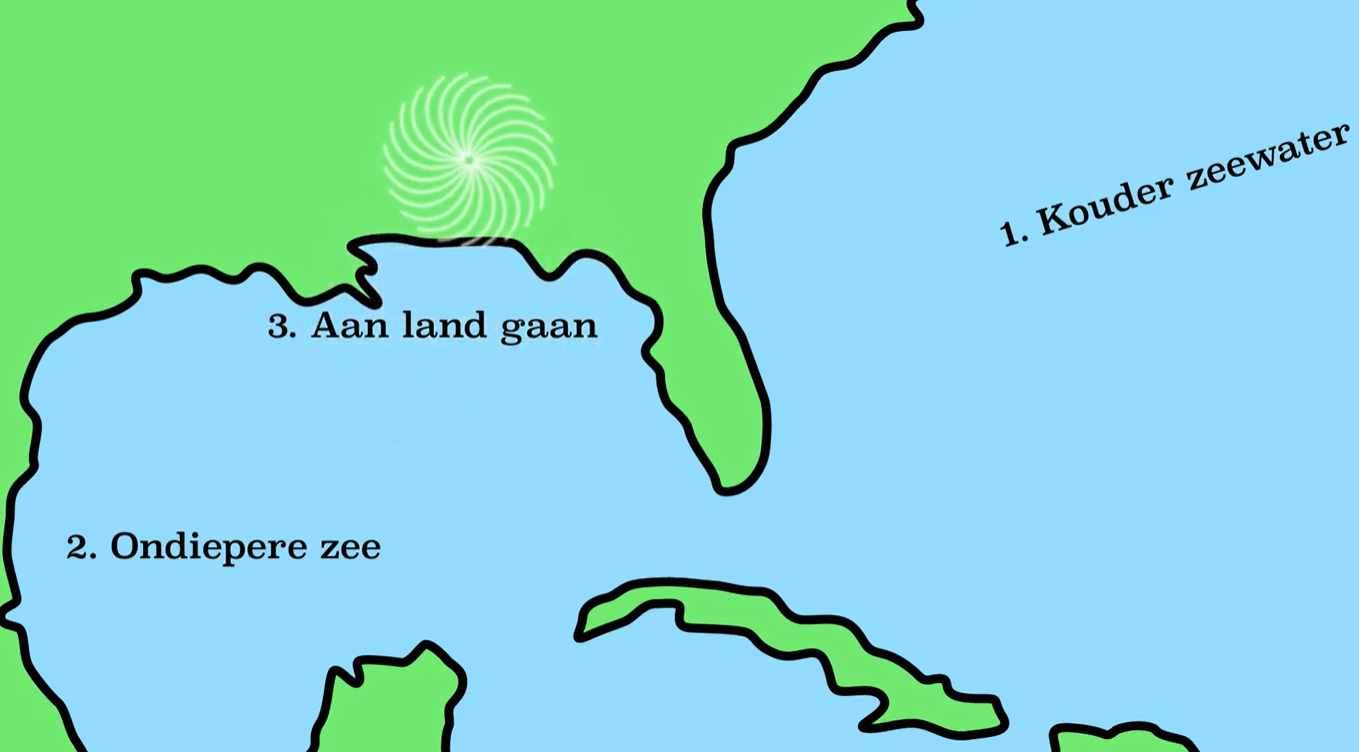 1. Kouder zeewater
3. Aan land gaan
2. Ondiepere zee